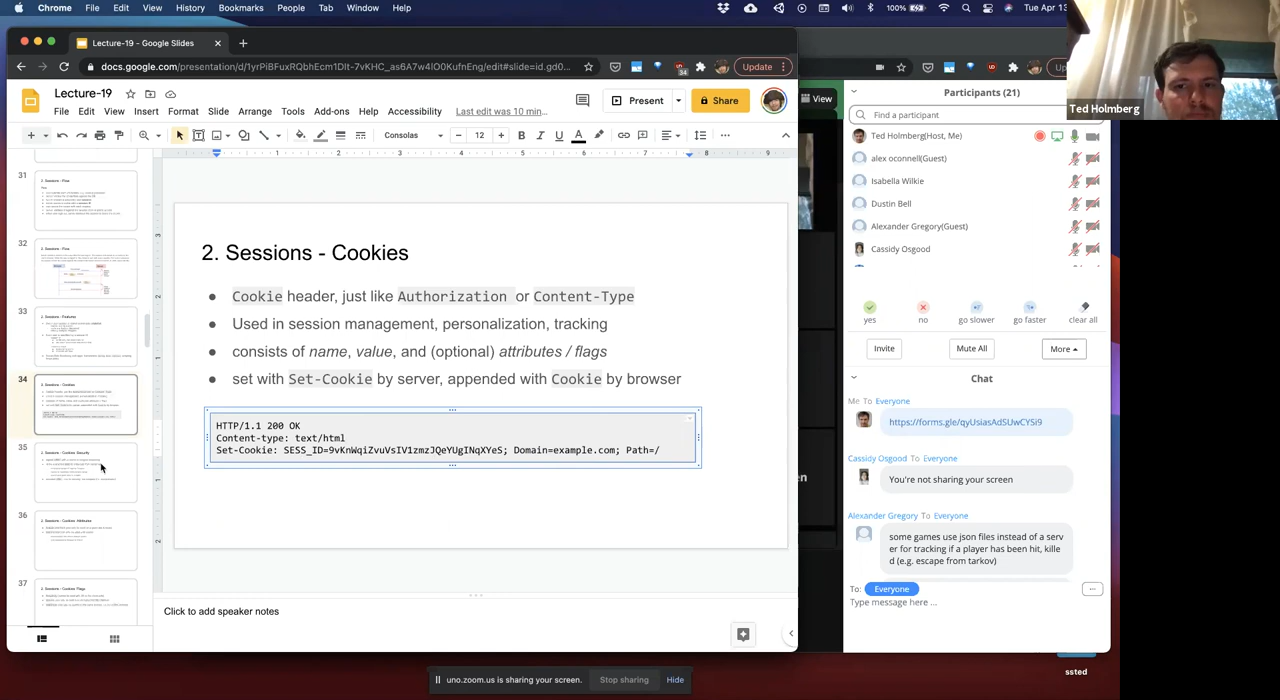 Chrome File Edit View History Bookmarks People Tab Window Help
100% Tue Apr 13
Lecture-19 - Google Slides
docs.google.com/presentation/d/1yrPiBFuxRQbhEcm1DIt-7vKHC_as6A7w4IO0KufnEng/edit#slide=id.gd0...
34
Update
Lecture-19
File Edit View Insert Format Slide Arrange Tools Add-ons Help Accessibility
Last edit was 10 min...
Present
Share
Consolas
12
31
32
33
34
35
36
37
2. Sessions - Cookies
Cookie header, just like Authorization or Content-Type
Used in session management, personalization, tracking
consists of name, value, and (optional) attributes / flags
set with Set-Cookie by server, appended with Cookie by browser
HTTP/1.1 200 OK
Content-type: text/html
Set-Cookie: SESS_ID=9vKnWqiZvuVsIV1zmzJQeYUgINqXYeS; Domain=example.com; Path=/
Click to add speaker notes
uno.zoom.us is sharing your screen.
Stop sharing
Hide
View
Ted Holmberg
Participants (21)
Find a participant
Ted Holmberg(Host, Me)
alex oconnell(Guest)
Isabella Wilkie
Dustin Bell
Alexander Gregory(Guest)
Cassidy Osgood
yes no go slower go faster clear all
Invite Mute All More
Chat
Me To Everyone
https://forms.gle/qyUsiasAdSUwCYSi9
Cassidy Osgood To Everyone
You're not sharing your screen
Alexander Gregory To Everyone
some games use json files instead of a serv
er for tracking if a player has been hit, kille
d (e.g. escape from tarkov)
To: Everyone
Type message here ...
ssted